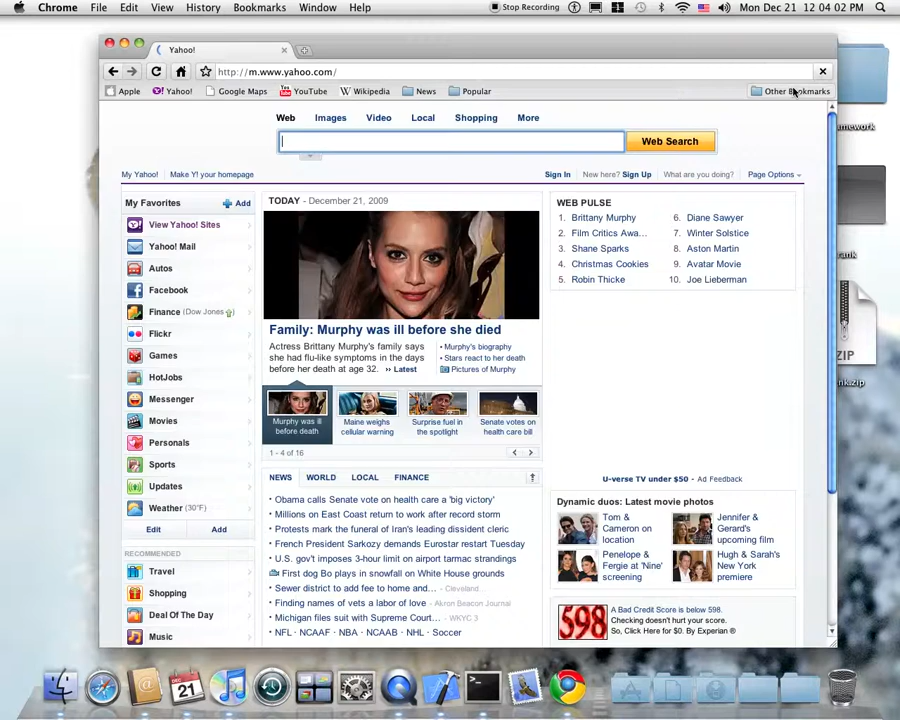 Chrome File Edit View History Bookmarks Window Help Stop Recording Mon Dec 21 12 04 02 PM
Yahoo!
http://m.www.yahoo.com/
Apple Yahoo! Google Maps YouTube Wikipedia News Popular Other Bookmarks
Web Images Video Local Shopping More
Web Search
My Yahoo! Make Y! your homepage Sign In New here? Sign Up What are you doing? Page Options
My Favorites Add
View Yahoo! Sites
Yahoo! Mail
Autos
Facebook
Finance (Dow Jones)
Flickr
Games
HotJobs
Messenger
Movies
Personals
Sports
Updates
Weather (30°F)
Edit Add
RECOMMENDED
Travel
Shopping
Deal Of The Day
Music
TODAY - December 21, 2009
Family: Murphy was ill before she died
Actress Brittany Murphy's family says
she had flu-like symptoms in the days
before her death at age 32. ›› Latest
• Murphy's biography
• Stars react to her death
Pictures of Murphy
Murphy was ill
before death
Maine weighs
cellular warning
Surprise fuel in
the spotlight
Senate votes on
health care bill
1 - 4 of 16
NEWS WORLD LOCAL FINANCE
• Obama calls Senate vote on health care a 'big victory'
• Millions on East Coast return to work after record storm
• Protests mark the funeral of Iran's leading dissident cleric
• French President Sarkozy demands Eurostar restart Tuesday
• U.S. gov't imposes 3-hour limit on airport tarmac strandings
First dog Bo plays in snowfall on White House grounds
• Sewer district to add fee to home and... - Cleveland...
• Finding names of vets a labor of love - Akron Beacon Journal
• Michigan files suit with Supreme Court... - WKYC 3
• NFL · NCAAF · NBA · NCAAB · NHL · Soccer
WEB PULSE
1. Brittany Murphy
2. Film Critics Awa...
3. Shane Sparks
4. Christmas Cookies
5. Robin Thicke
6. Diane Sawyer
7. Winter Solstice
8. Aston Martin
9. Avatar Movie
10. Joe Lieberman
U-verse TV under $50 - Ad Feedback
Dynamic duos: Latest movie photos
Tom &
Cameron on
location
Jennifer &
Gerard's
upcoming film
Penelope &
Fergie at 'Nine'
screening
Hugh & Sarah's
New York
premiere
598
A Bad Credit Score is below 598.
Checking doesn't hurt your score.
So, Click Here for $0. By Experian ®
ZIP
21